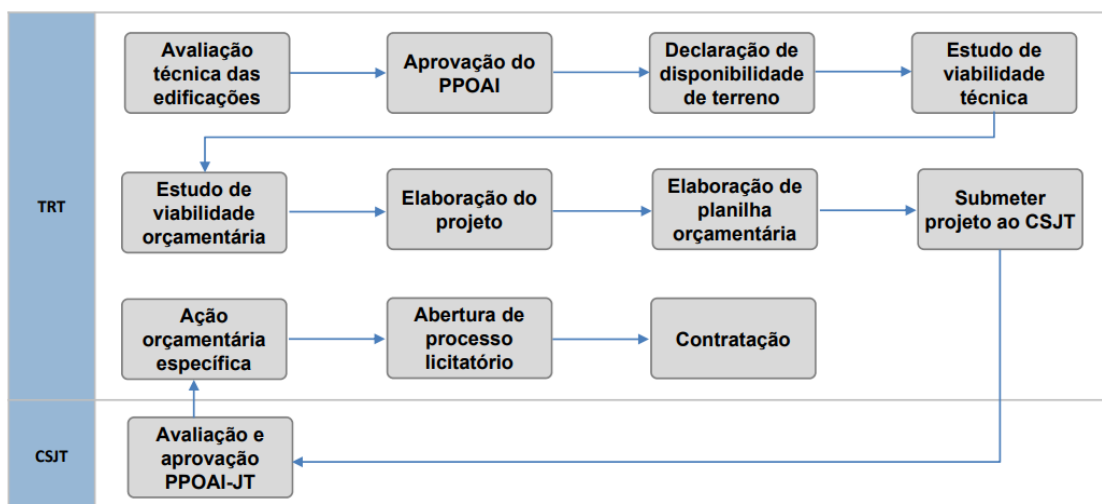 Avaliação
técnica das
edificações
Aprovação do
PPOAI
Declaração de
disponibilidade
de terreno
Estudo de
viabilidade
técnica
TRT
Estudo de
viabilidade
orçamentária
Elaboração do
projeto
Elaboração de
planilha
orçamentária
Submeter
projeto ao CSJT
Ação
orçamentária
específica
Abertura de
processo
licitatório
Contratação
CSJT
Avaliação e
aprovação
PPOAI-JT